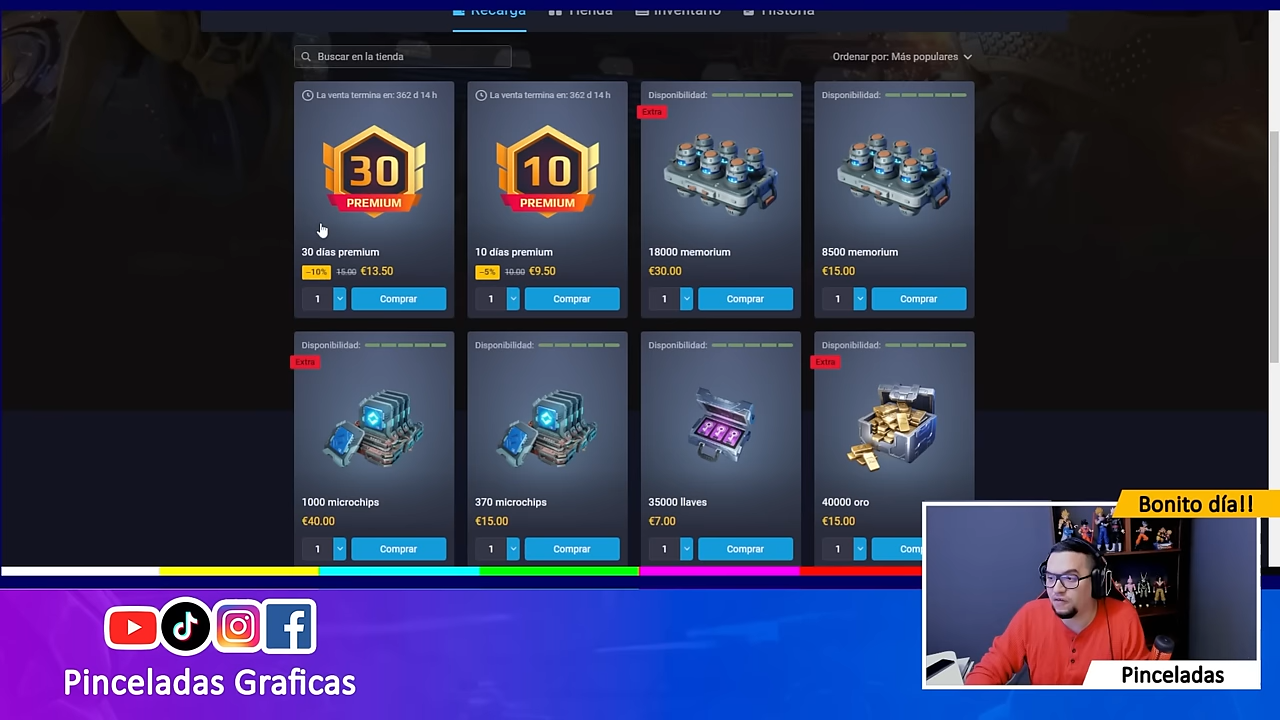 Recarga
Tienda
Inventario
Historia
Buscar en la tienda
Ordenar por: Más populares
La venta termina en: 362 d 14 h
30
PREMIUM
30 días premium
–10% 15.00 €13.50
1
Comprar
La venta termina en: 362 d 14 h
10
PREMIUM
10 días premium
–5% 10.00 €9.50
1
Comprar
Disponibilidad:
Extra
18000 memorium
€30.00
1
Comprar
Disponibilidad:
8500 memorium
€15.00
1
Comprar
Disponibilidad:
Extra
1000 microchips
€40.00
1
Comprar
Disponibilidad:
370 microchips
€15.00
1
Comprar
Disponibilidad:
35000 llaves
€7.00
1
Comprar
Disponibilidad:
Extra
40000 oro
€15.00
1
Com
Bonito día!!
Pinceladas
Pinceladas Graficas